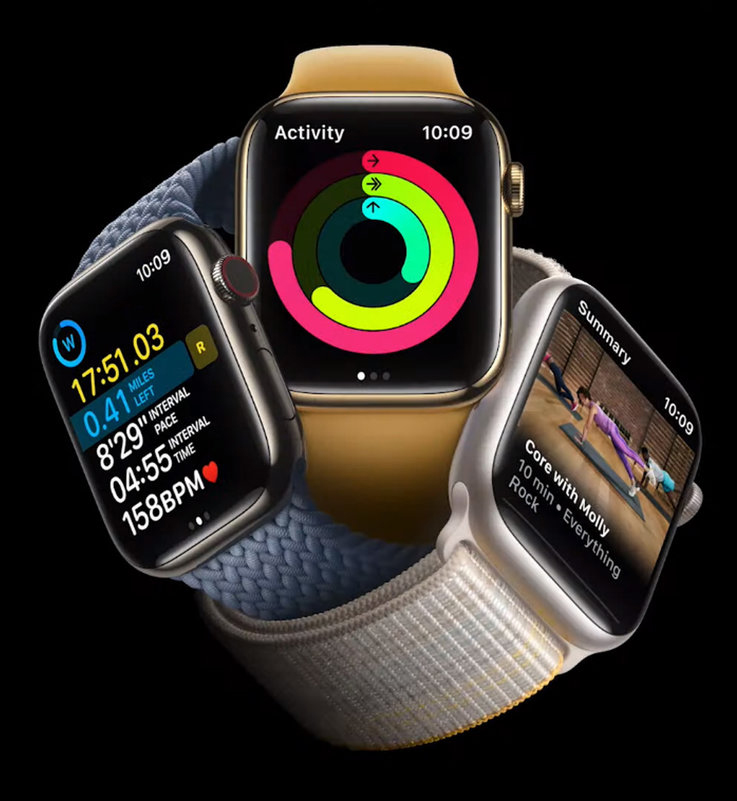 Activity 10:09
10:09
W
17:51.03
0.41 MILES LEFT
R
8'29" INTERVAL PACE
04:55 INTERVAL TIME
158BPM
Summary
10:09
Core with Molly
10 min • Everything
Rock